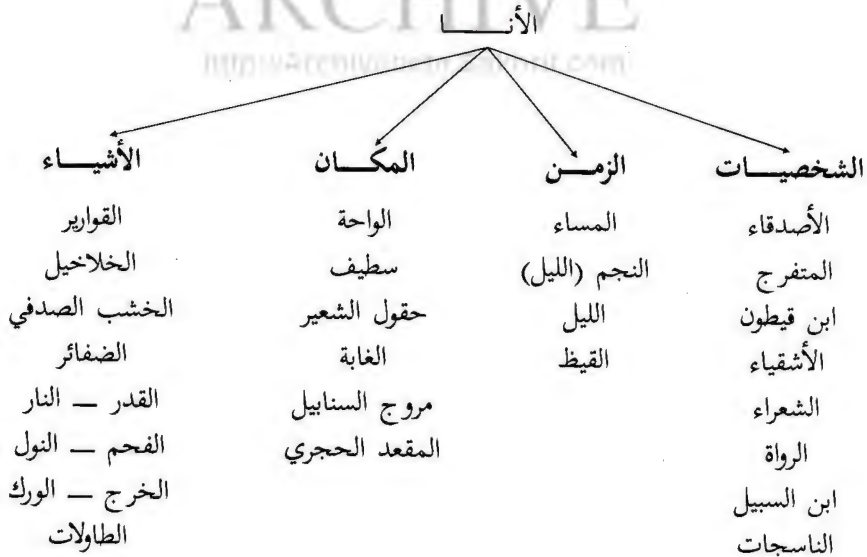 ARCHIVE
الأنــــا
الشخصيـــات الزمـــن المكـــان الأشيـــاء
الأصدقاء المساء الواحة القوارير
المتفرج النجم (الليل) سطيف الخلاخيل
ابن قيطون الليل حقول الشعير الخشب الصدفي
الأشقياء القيظ الغابة الضفائر
الشعراء مروج السنابيل القدر ــ النار
الرواة المقعد الحجري الفحم ــ النول
ابن السبيل الخرج ــ الورك
الناسجات الطاولات